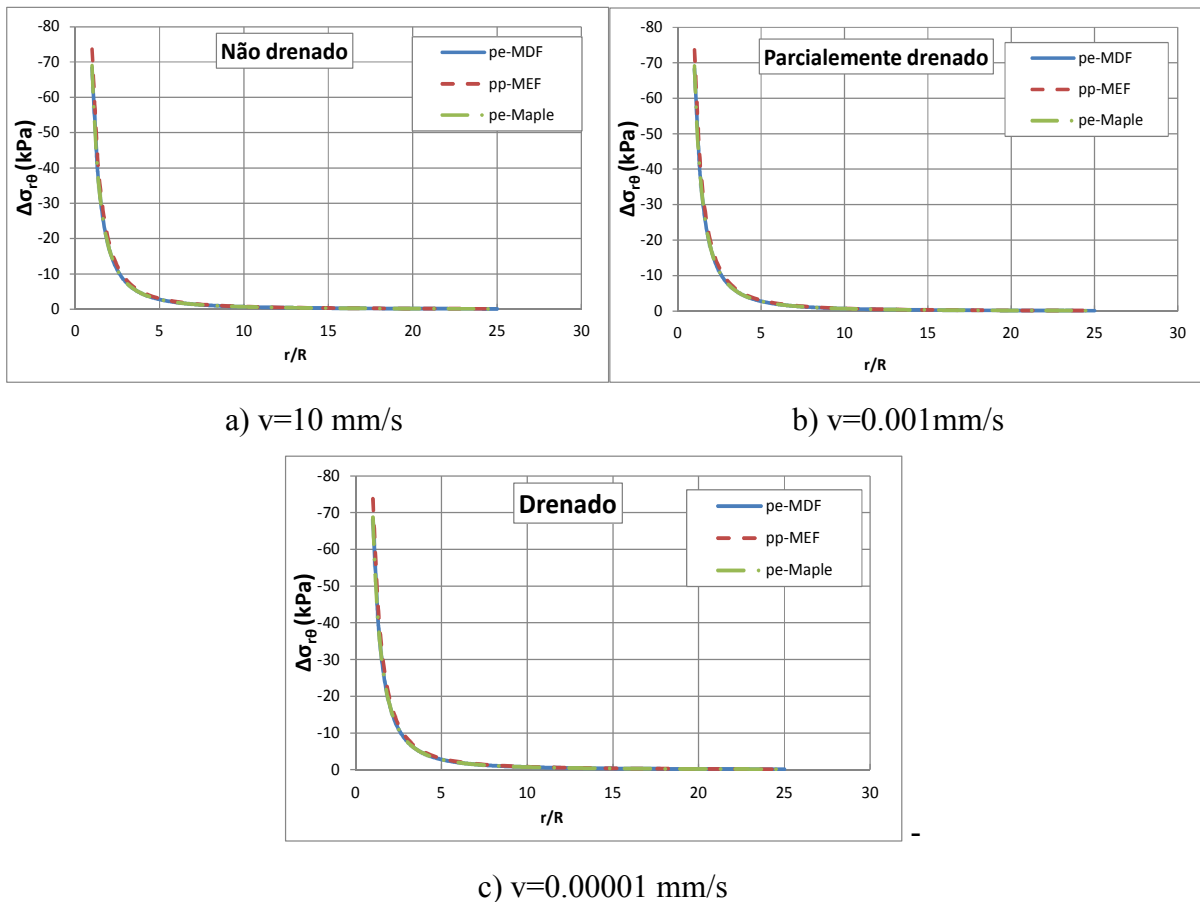 Não drenado
pe-MDF
pp-MEF
pe-Maple
Δσrθ (kPa)
-80
-70
-60
-50
-40
-30
-20
-10
0
0 5 10 15 20 25 30
r/R
a) v=10 mm/s
Parcialemente drenado
pe-MDF
pp-MEF
pe-Maple
Δσrθ (kPa)
-80
-70
-60
-50
-40
-30
-20
-10
0
0 5 10 15 20 25 30
r/R
b) v=0.001mm/s
Drenado
pe-MDF
pp-MEF
pe-Maple
Δσrθ (kPa)
-80
-70
-60
-50
-40
-30
-20
-10
0
0 5 10 15 20 25 30
r/R
-
c) v=0.00001 mm/s